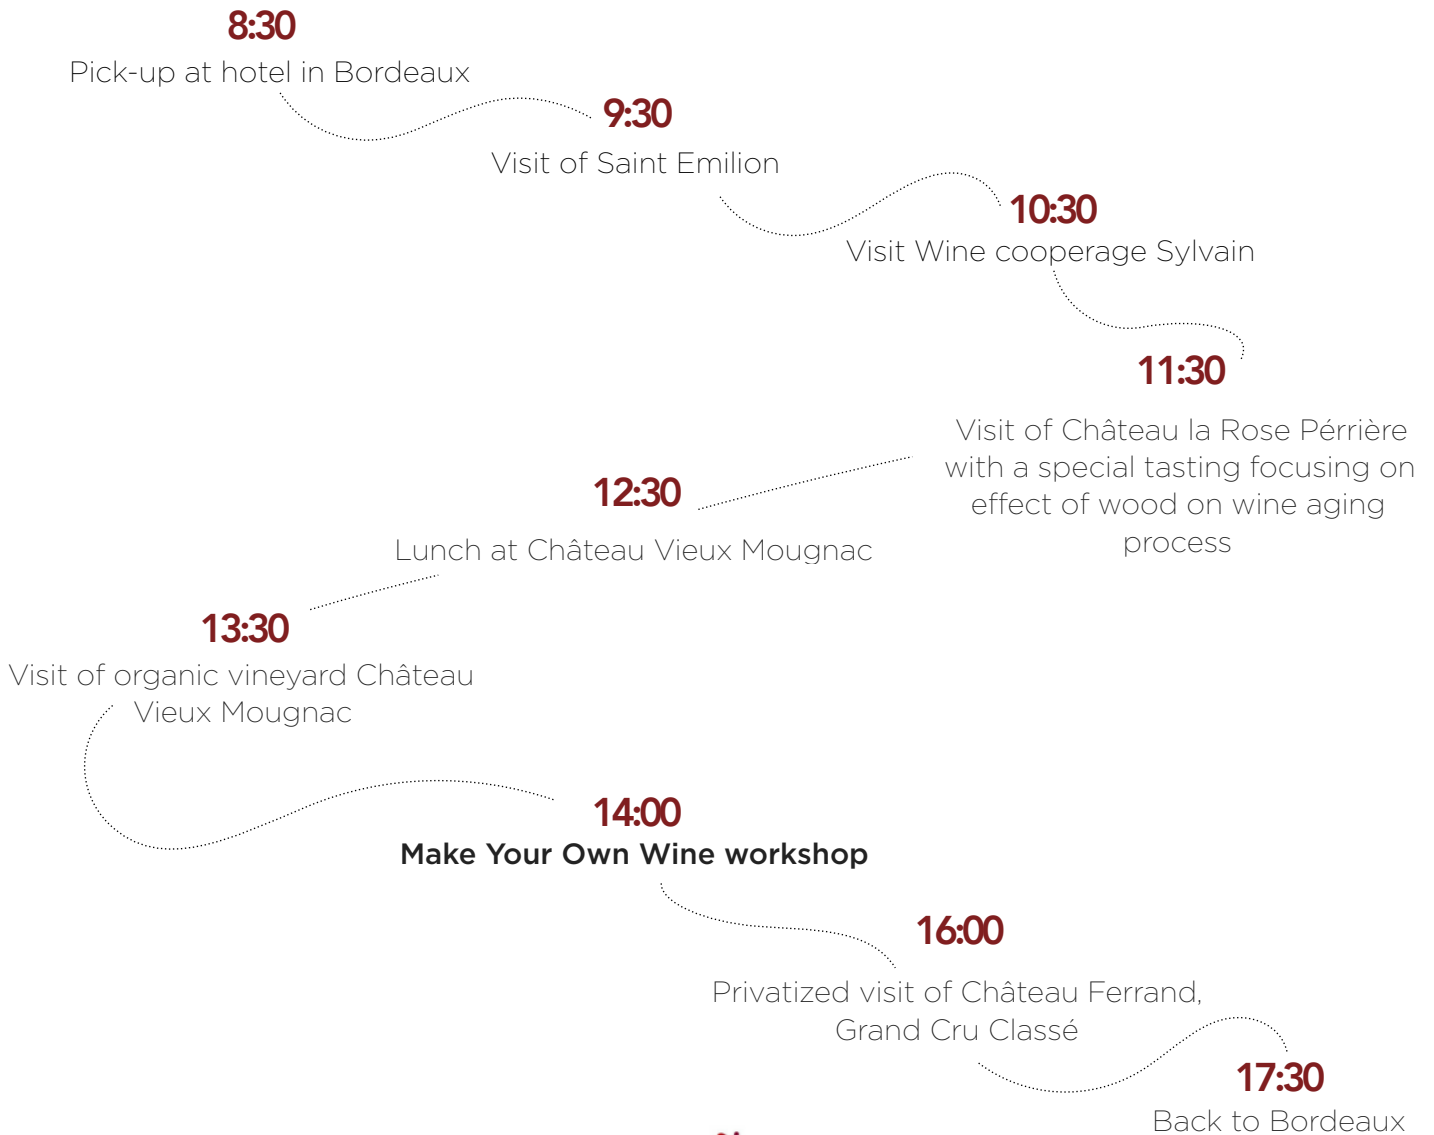 8:30
Pick-up at hotel in Bordeaux
9:30
Visit of Saint Emilion
10:30
Visit Wine cooperage Sylvain
11:30
Visit of Château la Rose Pérrière
with a special tasting focusing on
effect of wood on wine aging
process
12:30
Lunch at Château Vieux Mougnac
13:30
Visit of organic vineyard Château
Vieux Mougnac
14:00
Make Your Own Wine workshop
16:00
Privatized visit of Château Ferrand,
Grand Cru Classé
17:30
Back to Bordeaux